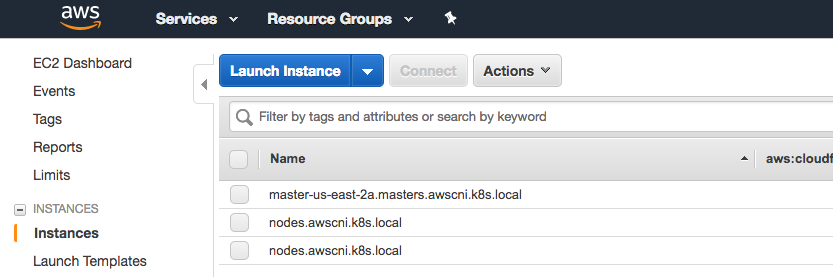 aws Services Resource Groups
EC2 Dashboard
Events
Tags
Reports
Limits
INSTANCES
Instances
Launch Templates
Launch Instance Connect Actions
Filter by tags and attributes or search by keyword
Name aws:cloudf
master-us-east-2a.masters.awscni.k8s.local
nodes.awscni.k8s.local
nodes.awscni.k8s.local